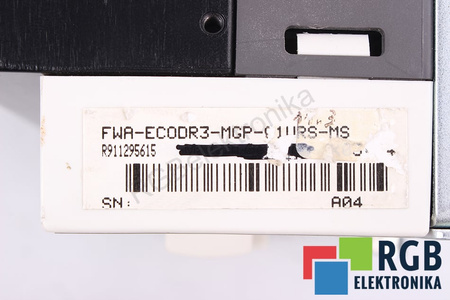 FWA-ECODR3-MGP-01VRS-MS
R911295615
SN:
A04
RGB
ELEKTRONIKA